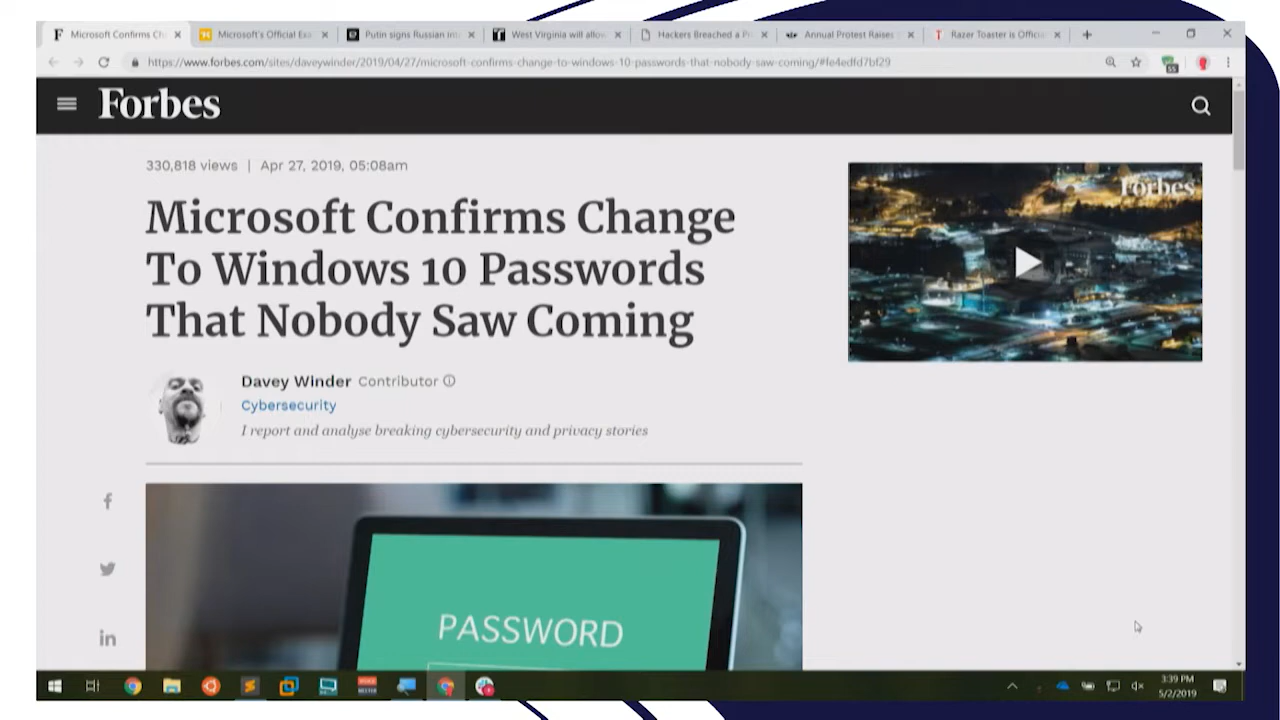 Microsoft Confirms Ch
Microsoft's Official Exa
Putin signs Russian Int
West Virginia will allow
Hackers Breached a Pr
Annual Protest Raises
Razer Toaster is Offici
https://www.forbes.com/sites/daveywinder/2019/04/27/microsoft-confirms-change-to-windows-10-passwords-that-nobody-saw-coming/#fe4edfd7bf29
Forbes
330,818 views | Apr 27, 2019, 05:08am
Forbes
Microsoft Confirms Change
To Windows 10 Passwords
That Nobody Saw Coming
Davey Winder Contributor
Cybersecurity
I report and analyse breaking cybersecurity and privacy stories
PASSWORD
3:39 PM
5/2/2019